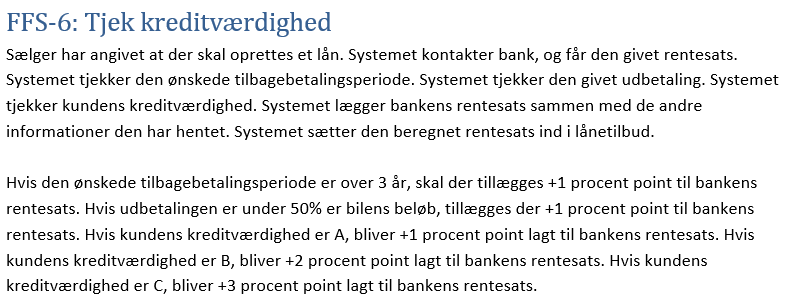 FFS-6: Tjek kreditværdighed
Sælger har angivet at der skal oprettes et lån. Systemet kontakter bank, og får den givet rentesats.
Systemet tjekker den ønskede tilbagebetalingsperiode. Systemet tjekker den givet udbetaling. Systemet
tjekker kundens kreditværdighed. Systemet lægger bankens rentesats sammen med de andre
informationer den har hentet. Systemet sætter den beregnet rentesats ind i lånetilbud.

Hvis den ønskede tilbagebetalingsperiode er over 3 år, skal der tillægges +1 procent point til bankens
rentesats. Hvis udbetalingen er under 50% er bilens beløb, tillægges der +1 procent point til bankens
rentesats. Hvis kundens kreditværdighed er A, bliver +1 procent point lagt til bankens rentesats. Hvis
kundens kreditværdighed er B, bliver +2 procent point lagt til bankens rentesats. Hvis kundens
kreditværdighed er C, bliver +3 procent point lagt til bankens rentesats.